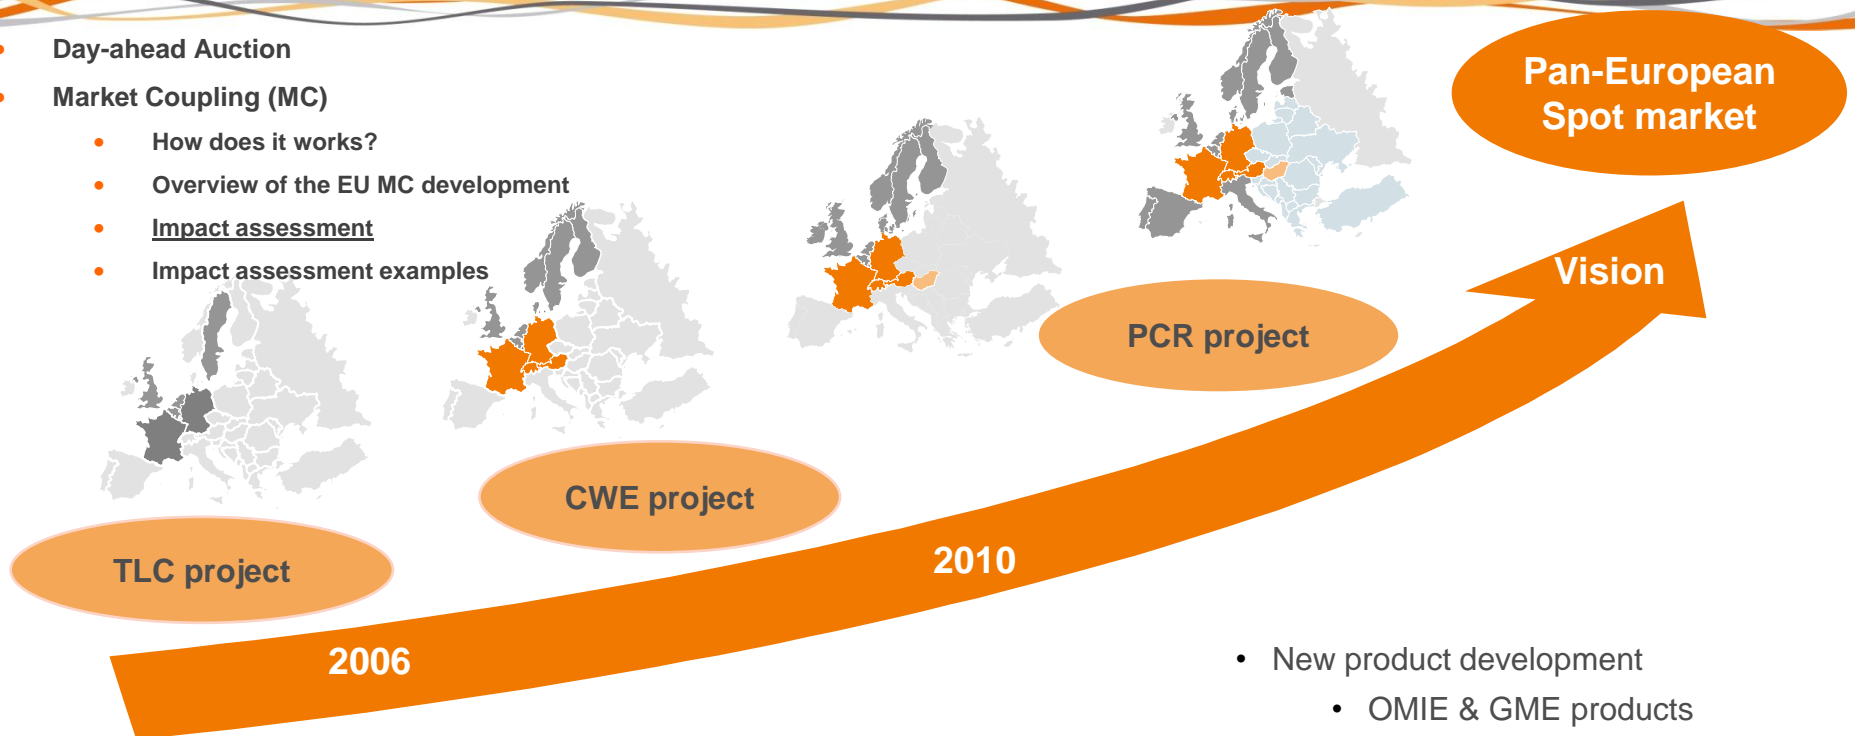 • Day-ahead Auction
• Market Coupling (MC)
• How does it works?
• Overview of the EU MC development
• Impact assessment
• Impact assessment examples
Pan-European
Spot market
Vision
PCR project
CWE project
TLC project
2010
2006
• New product development
• OMIE & GME products